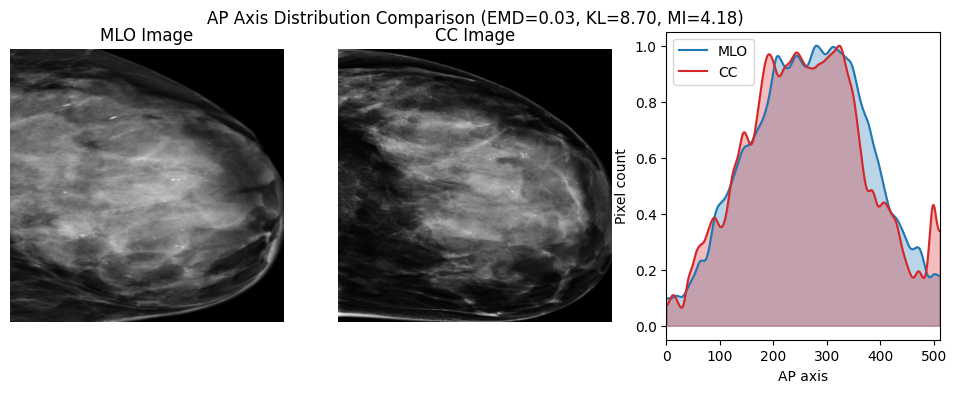 AP Axis Distribution Comparison (EMD=0.03, KL=8.70, MI=4.18)
MLO Image
CC Image
MLO
CC
Pixel count
1.0
0.8
0.6
0.4
0.2
0.0
0 100 200 300 400 500
AP axis